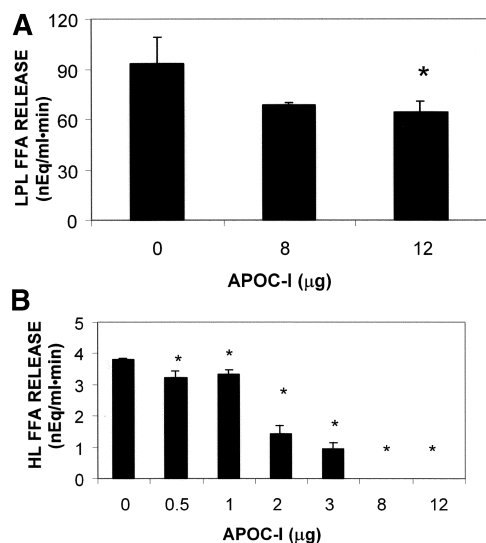 A
LPL FFA RELEASE
(nEq/ml•min)
120
90
60
30
0
*
0 8 12
APOC-I (µg)
B
HL FFA RELEASE
(nEq/ml•min)
5
4
3
2
1
0
* * * * * *
0 0.5 1 2 3 8 12
APOC-I (µg)